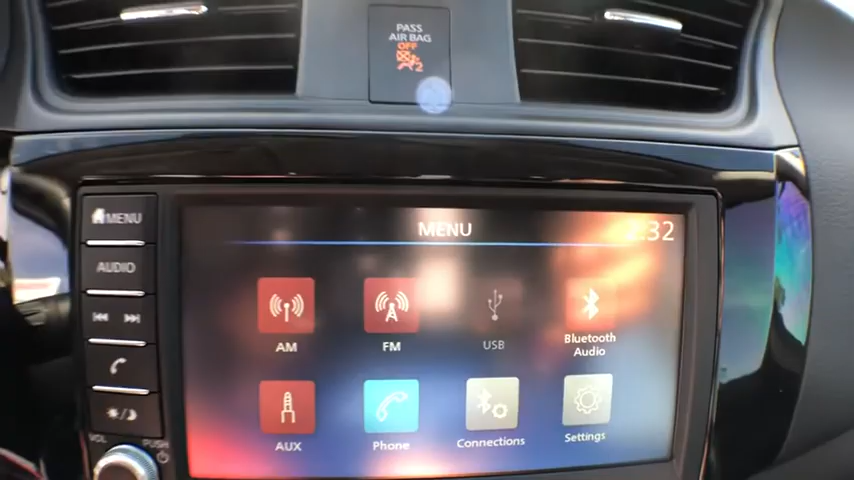 PASS
AIR BAG
OFF
2
MENU
MENU
AUDIO
AM
FM
USB
Bluetooth
Audio
AUX
Phone
Connections
Settings
VOL
PUSH